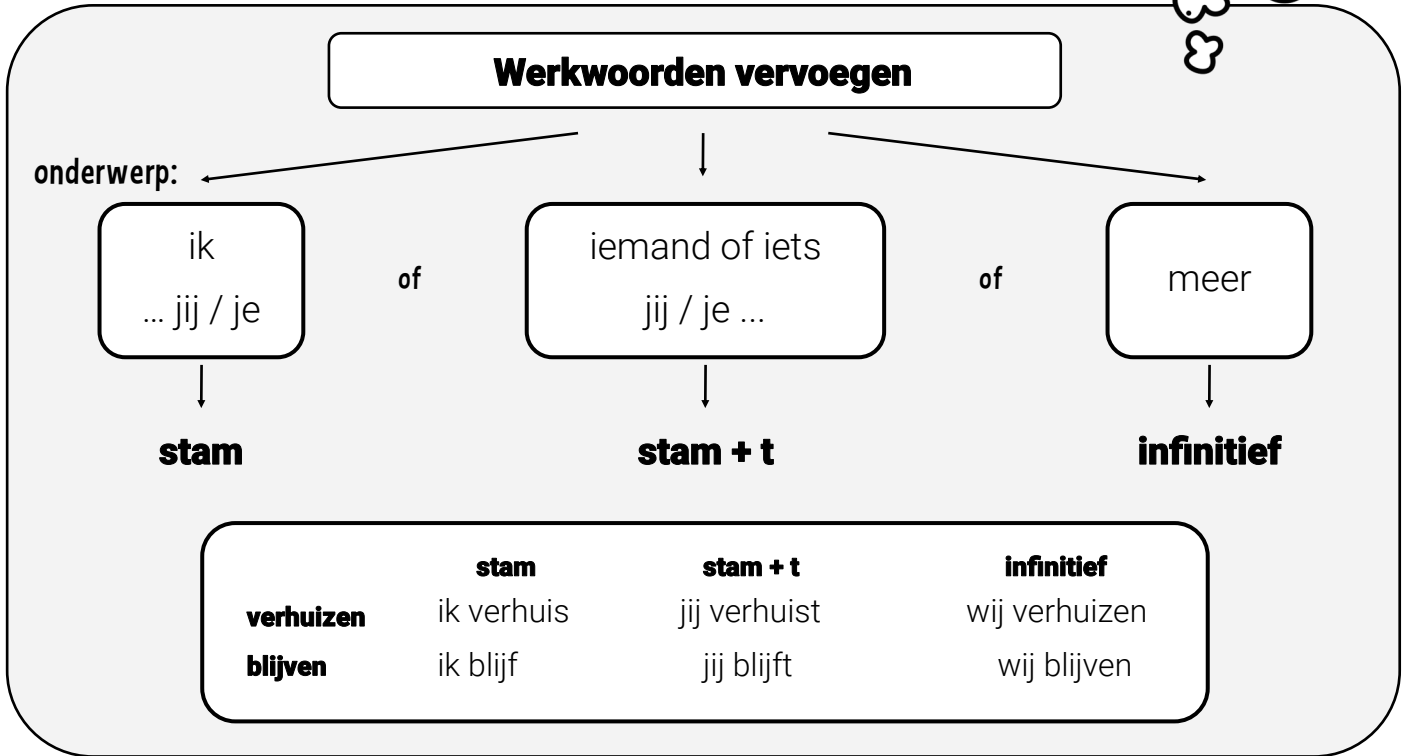 Werkwoorden vervoegen
onderwerp:
ik
... jij / je
of
iemand of iets
jij / je ...
of
meer
stam
stam + t
infinitief
stam stam + t infinitief
verhuizen ik verhuis jij verhuist wij verhuizen
blijven ik blijf jij blijft wij blijven